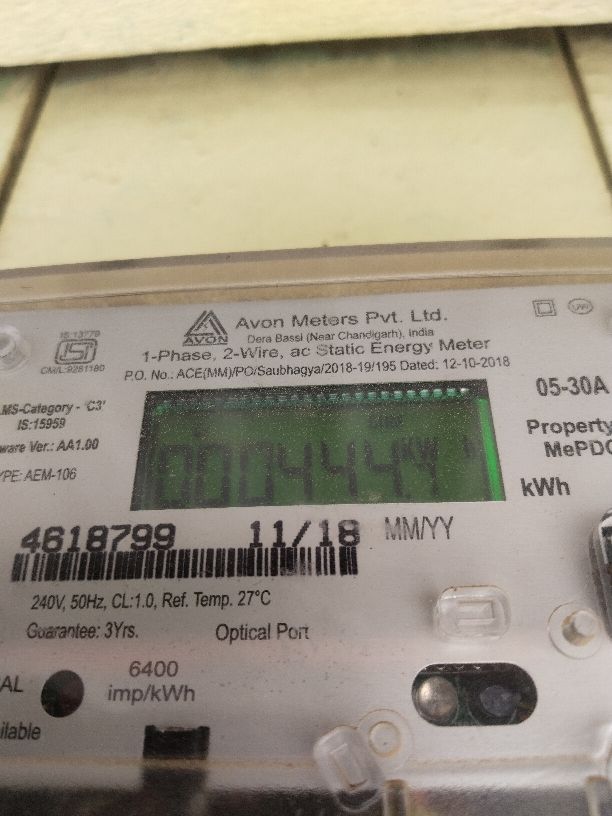 Avon Meters Pvt. Ltd.
AVON
Dera Bassi (Near Chandigarh), India
IS:13779
ISI
CM/L:9281180
1-Phase, 2-Wire, ac Static Energy Meter
P.O. No.: ACE(MM)/PO/Saubhagya/2018-19/195 Dated: 12-10-2018
05-30A
LMS-Category - 'C3'
IS:15959
ware Ver.: AA1.00
YPE: AEM-106
Property
MePDC
kWh
4618799 11/18 MM/YY
240V, 50Hz, CL:1.0, Ref. Temp. 27°C
Guarantee: 3Yrs. Optical Port
6400
imp/kWh
AL
ilable